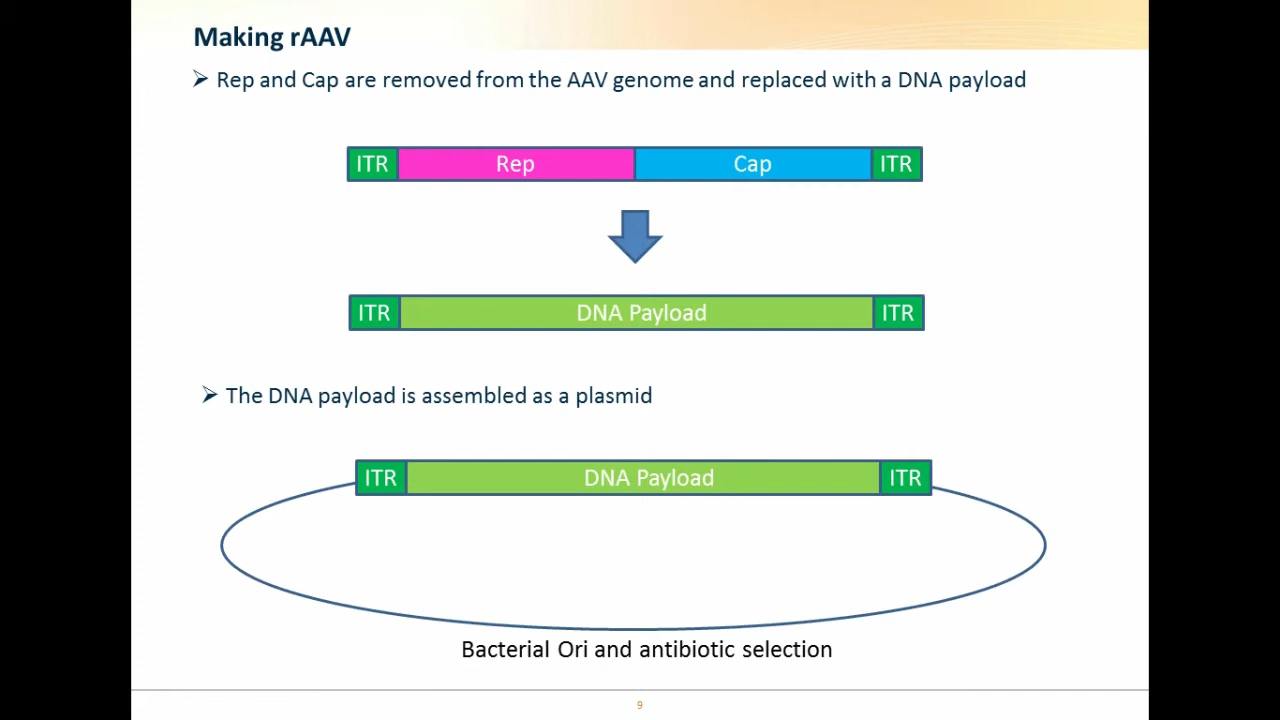 Making rAAV
➢ Rep and Cap are removed from the AAV genome and replaced with a DNA payload
ITR Rep Cap ITR
ITR DNA Payload ITR
➢ The DNA payload is assembled as a plasmid
ITR DNA Payload ITR
Bacterial Ori and antibiotic selection
9